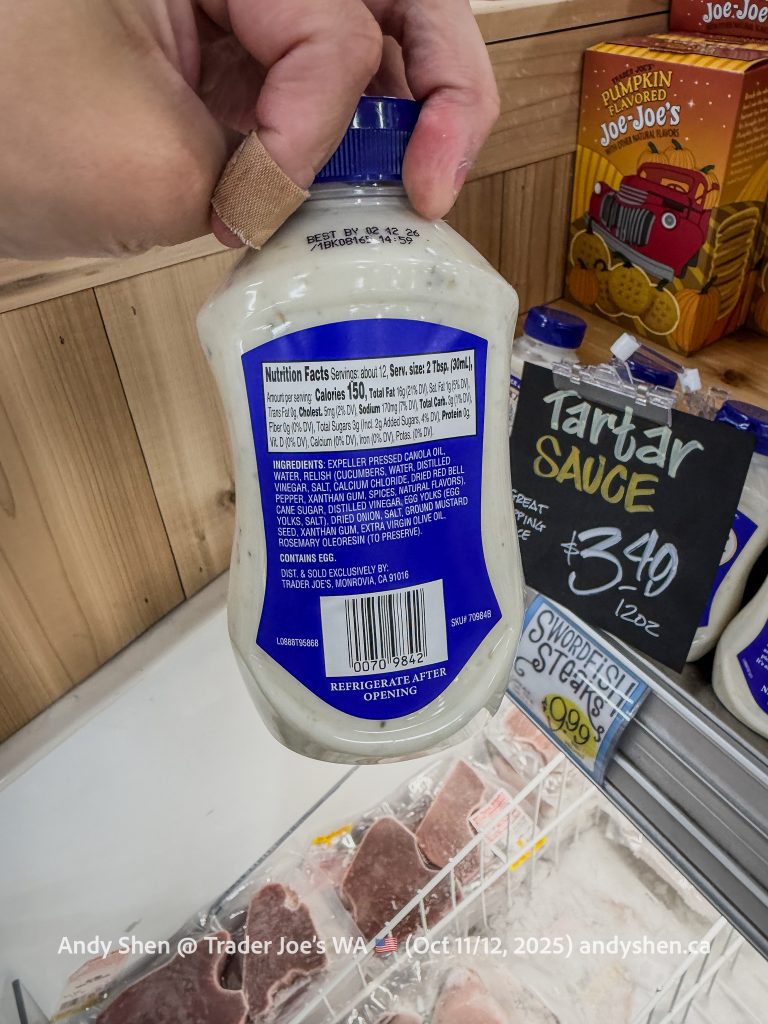 JOE-JOE'S
TRADER JOE'S
PUMPKIN
FLAVORED
JOE-JOE'S
WITH OTHER NATURAL FLAVORS
BEST BY 02 12 26
14:59
Nutrition Facts Servings: about 12, Serv. size: 2 Tbsp. (30mL),
Amount per serving: Calories 150, Total Fat 16g (21% DV), Sat. Fat 1g (5% DV),
Trans Fat 0g, Cholest. 5mg (2% DV), Sodium 170mg (7% DV), Total Carb. 3g (1% DV),
Fiber 0g (0% DV), Total Sugars 3g (Incl. 2g Added Sugars, 4% DV), Protein 0g,
Vit. D (0% DV), Calcium (0% DV), Iron (0% DV), Potas. (0% DV).
INGREDIENTS: EXPELLER PRESSED CANOLA OIL,
WATER, RELISH (CUCUMBERS, WATER, DISTILLED
VINEGAR, SALT, CALCIUM CHLORIDE, DRIED RED BELL
PEPPER, XANTHAN GUM, SPICES, NATURAL FLAVORS),
CANE SUGAR, DISTILLED VINEGAR, EGG YOLKS (EGG
YOLKS, SALT), DRIED ONION, SALT, GROUND MUSTARD
SEED, XANTHAN GUM, EXTRA VIRGIN OLIVE OIL,
ROSEMARY OLEORESIN (TO PRESERVE).
CONTAINS EGG.
DIST. & SOLD EXCLUSIVELY BY:
TRADER JOE'S, MONROVIA, CA 91016
L0888T95868
SKU# 70984B
0070 9842
REFRIGERATE AFTER
OPENING
Tartar
SAUCE
$3.49
12oz
SWORDFISH
STEAKS
$9.99
Andy Shen @ Trader Joe's WA 🇺🇸 (Oct 11/12, 2025) andyshen.ca